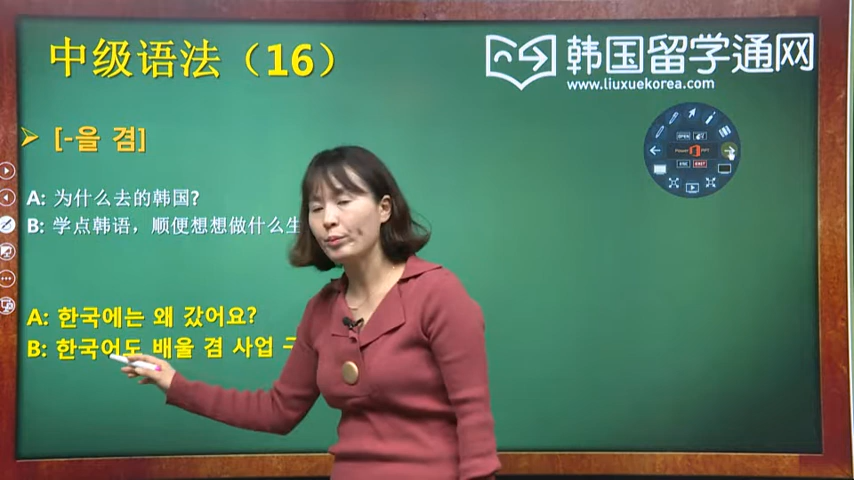 中级语法（16）
韩国留学通网
www.liuxuekorea.com
➢ [-을 겸]
A: 为什么去的韩国?
B: 学点韩语，顺便想想做什么生
A: 한국에는 왜 갔어요?
B: 한국어도 배울 겸 사업